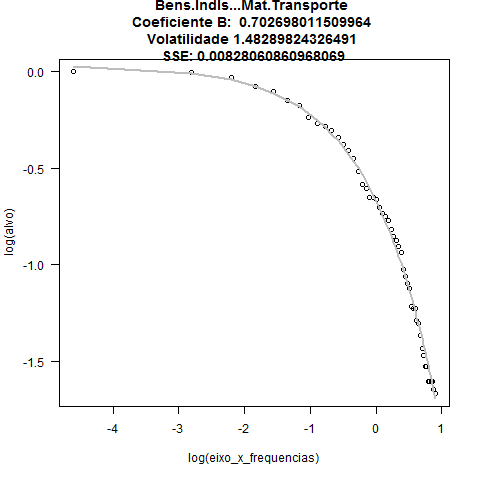 Bens.Indis...Mat.Transporte
Coeficiente B: 0.702698011509964
Volatilidade 1.48289824326491
SSE: 0.00828060860968069
0.0
-0.5
-1.0
-1.5
log(alvo)
-4
-3
-2
-1
0
1
log(eixo_x_frequencias)